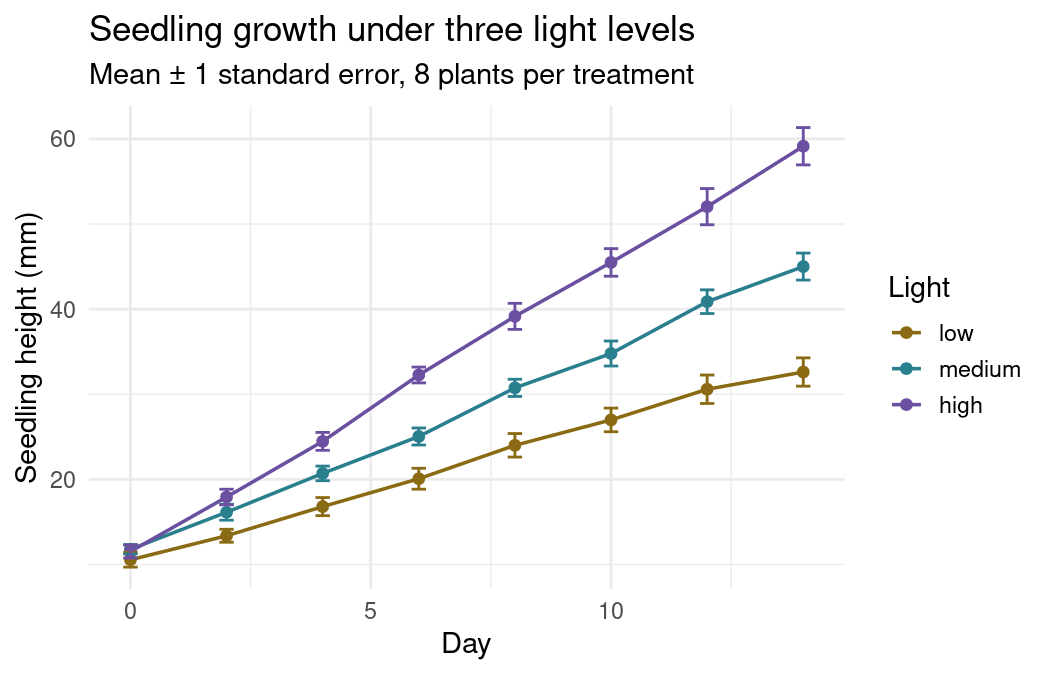 Seedling growth under three light levels
Mean ± 1 standard error, 8 plants per treatment
Seedling height (mm)
60
40
20
0 5 10
Day
Light
low
medium
high